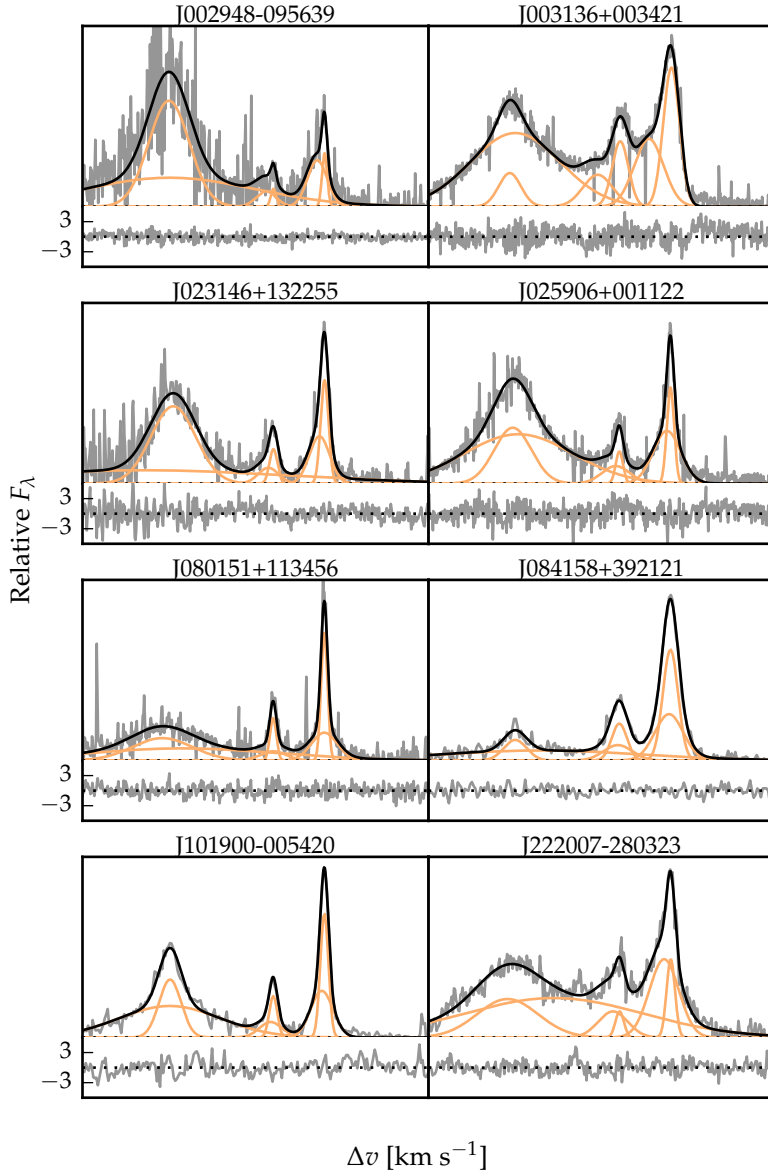 J002948-095639 J003136+003421
3
−3
J023146+132255 J025906+001122
3
−3
J080151+113456 J084158+392121
3
−3
J101900-005420 J222007-280323
3
−3
Relative Fλ
Δv [km s−1]